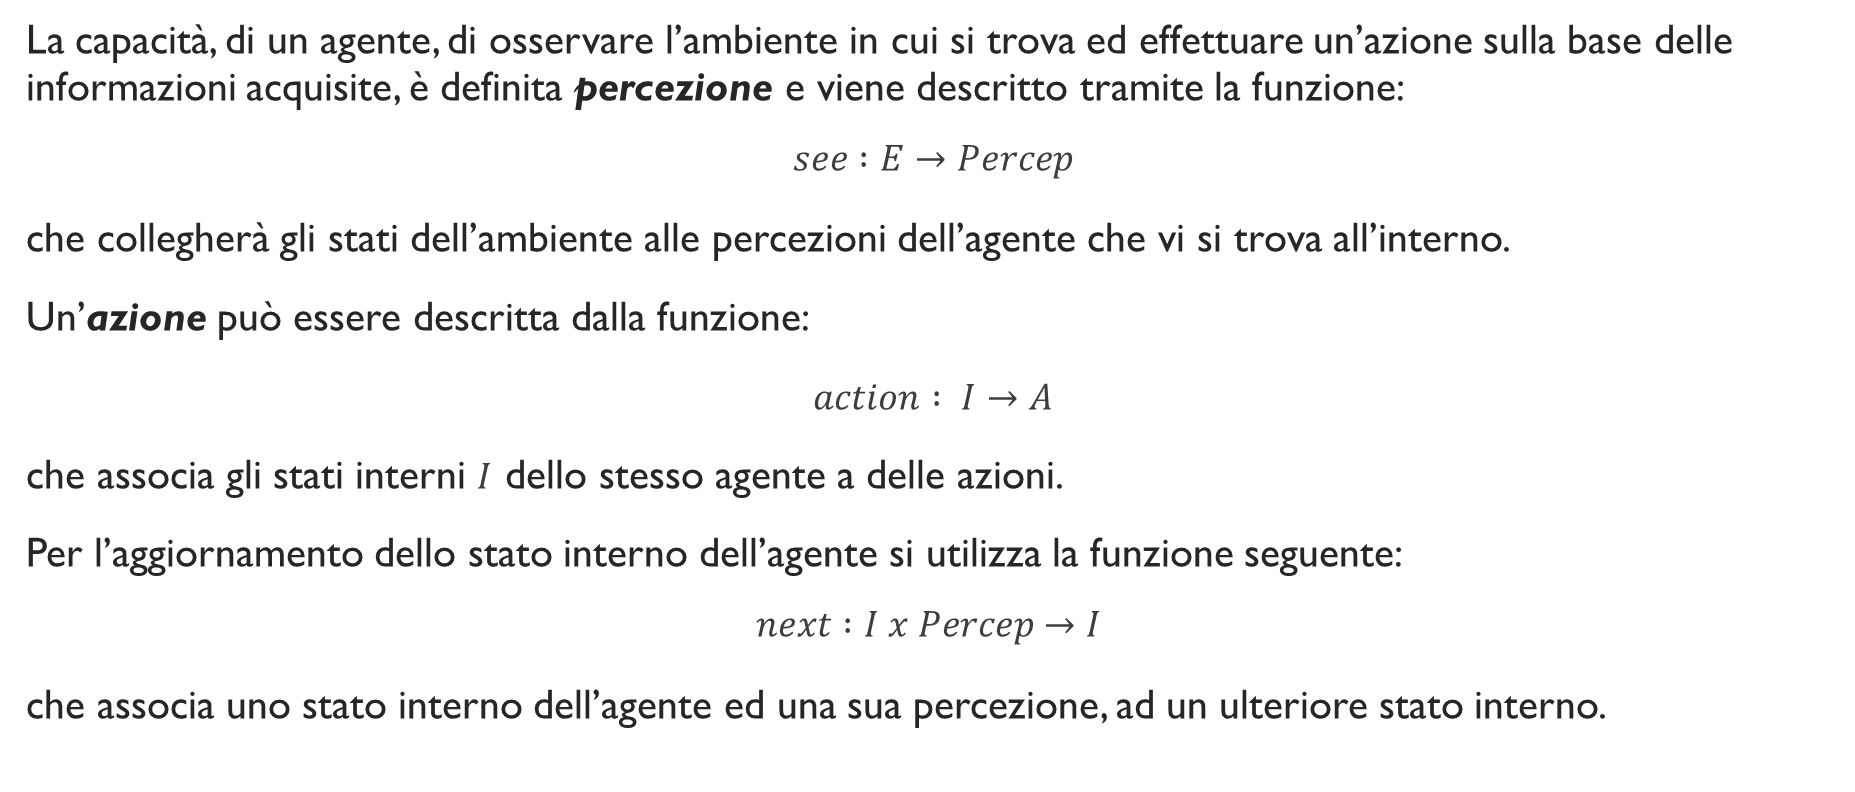 La capacità, di un agente, di osservare l’ambiente in cui si trova ed effettuare un’azione sulla base delle
informazioni acquisite, è definita percezione e viene descritto tramite la funzione:
see : E → Percep
che collegherà gli stati dell’ambiente alle percezioni dell’agente che vi si trova all’interno.
Un’azione può essere descritta dalla funzione:
action : I → A
che associa gli stati interni I dello stesso agente a delle azioni.
Per l’aggiornamento dello stato interno dell’agente si utilizza la funzione seguente:
next : I x Percep → I
che associa uno stato interno dell’agente ed una sua percezione, ad un ulteriore stato interno.